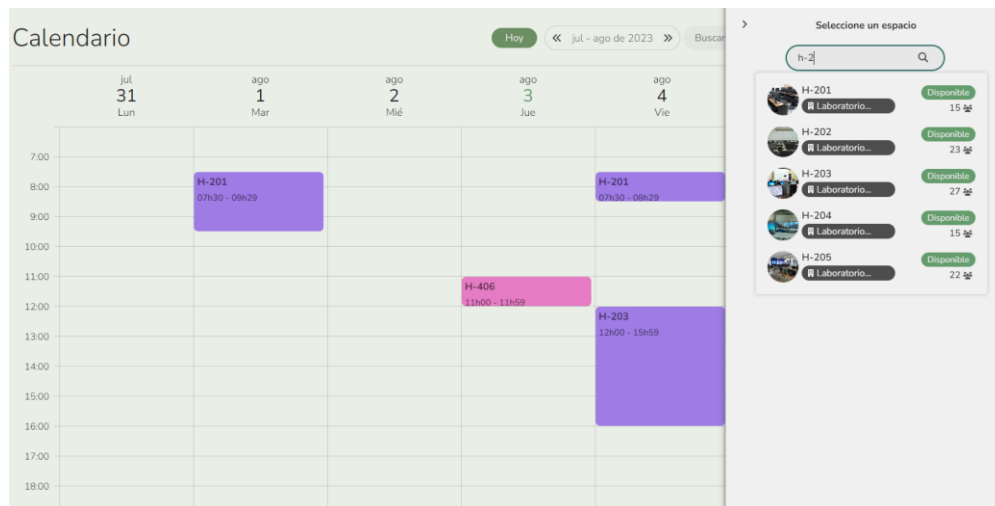 Calendario
Hoy
jul - ago de 2023
Buscar
jul
31
Lun
ago
1
Mar
ago
2
Mié
ago
3
Jue
ago
4
Vie
7:00
8:00
9:00
10:00
11:00
12:00
13:00
14:00
15:00
16:00
17:00
18:00
H-201
07h30 - 09h29
H-406
11h00 - 11h59
H-201
07h30 - 08h29
H-203
12h00 - 15h59
Seleccione un espacio
h-2
H-201
Disponible
Laboratorio...
15
H-202
Disponible
Laboratorio...
23
H-203
Disponible
Laboratorio...
27
H-204
Disponible
Laboratorio...
15
H-205
Disponible
Laboratorio...
22